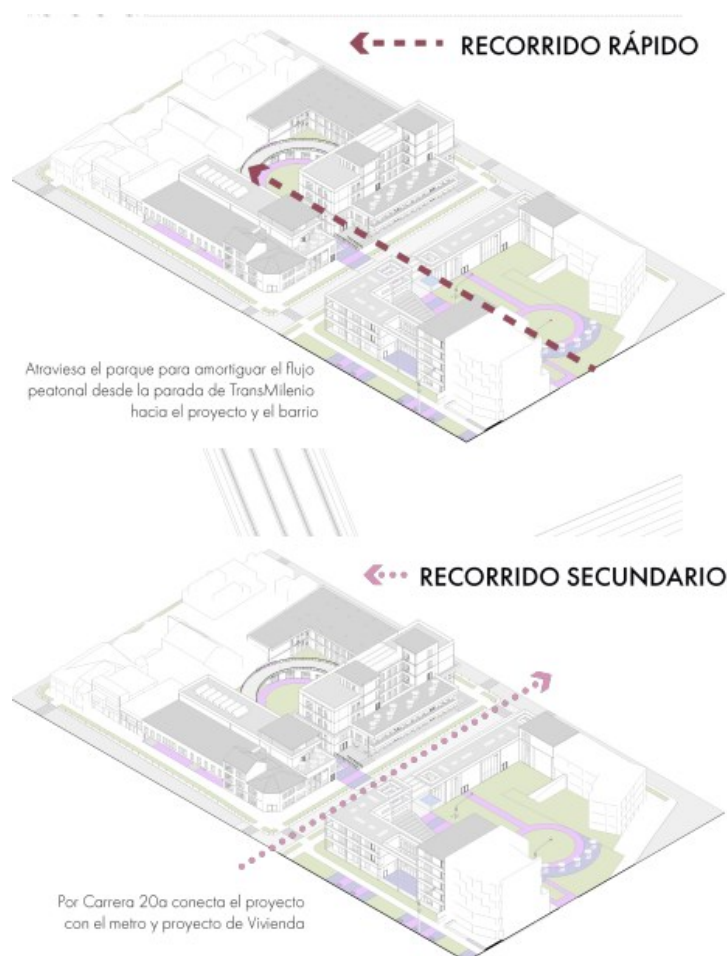 RECORRIDO RÁPIDO
Atraviesa el parque para amortiguar el flujo
peatonal desde la parada de TransMilenio
hacia el proyecto y el barrio
RECORRIDO SECUNDARIO
Por Carrera 20a conecta el proyecto
con el metro y proyecto de Vivienda